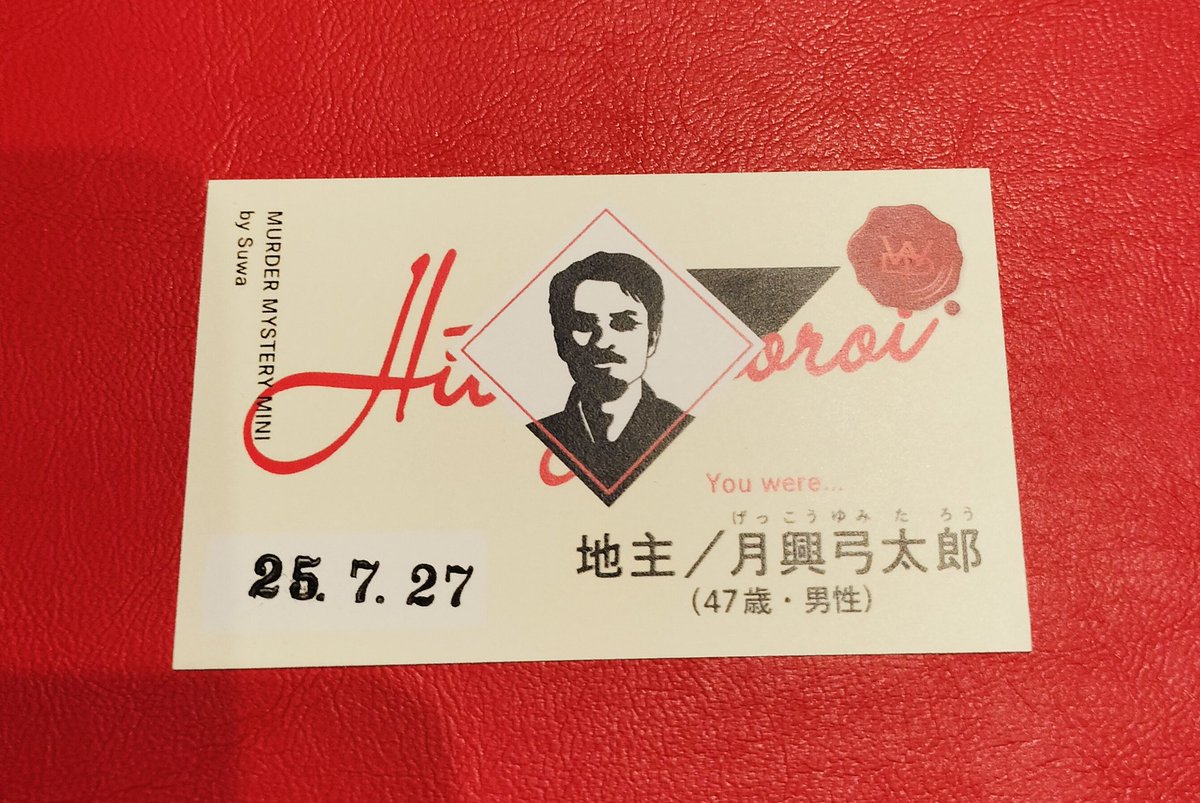 MURDER MYSTERY MINI
by Suwa
You were...
げっこうゆみたろう
地主／月興弓太郎
（47歳・男性）
25. 7. 27